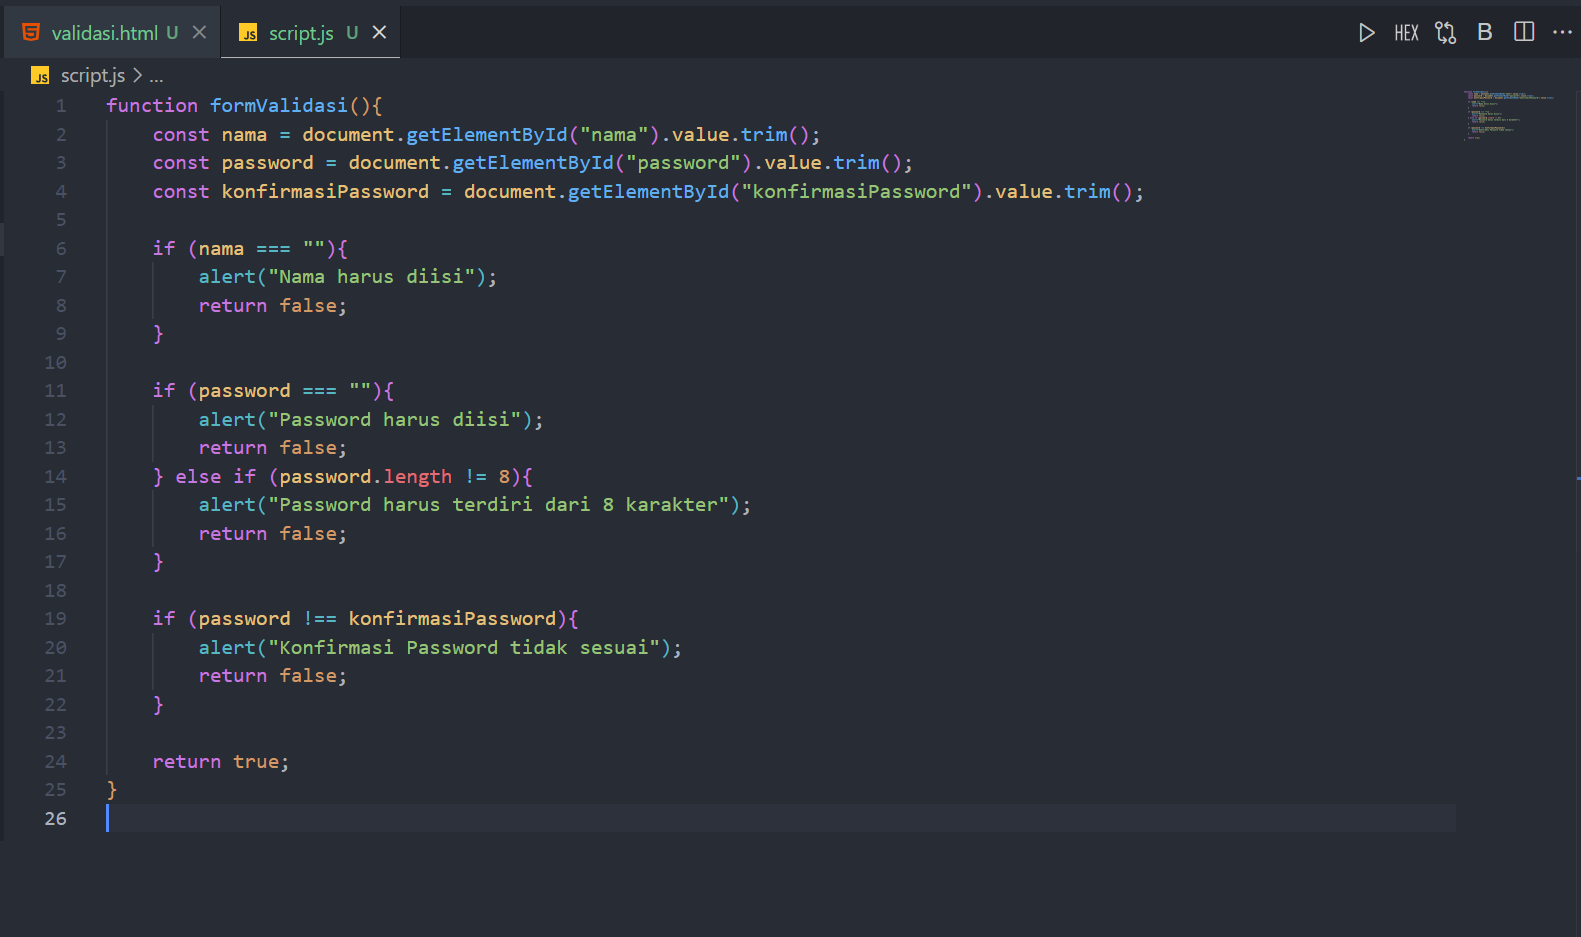 validasi.html U
JS script.js U
HEX B
JS script.js > ...
1 function formValidasi(){
2     const nama = document.getElementById("nama").value.trim();
3     const password = document.getElementById("password").value.trim();
4     const konfirmasiPassword = document.getElementById("konfirmasiPassword").value.trim();
5
6     if (nama === ""){
7         alert("Nama harus diisi");
8         return false;
9     }
10
11     if (password === ""){
12         alert("Password harus diisi");
13         return false;
14     } else if (password.length != 8){
15         alert("Password harus terdiri dari 8 karakter");
16         return false;
17     }
18
19     if (password !== konfirmasiPassword){
20         alert("Konfirmasi Password tidak sesuai");
21         return false;
22     }
23
24     return true;
25 }
26